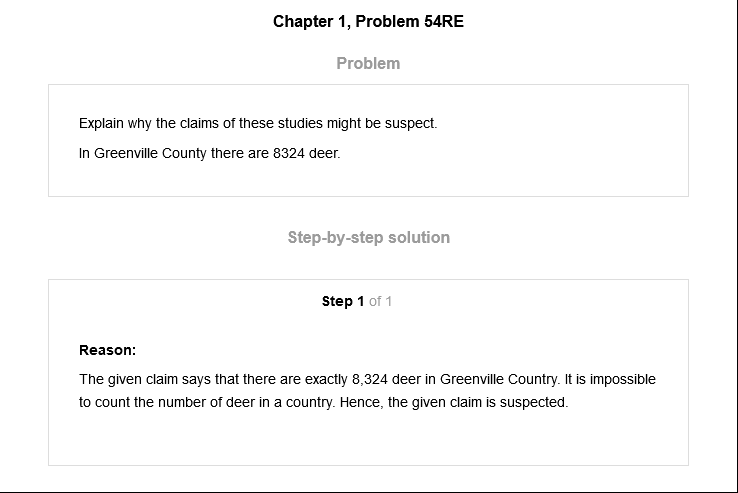 Chapter 1, Problem 54RE
Problem
Explain why the claims of these studies might be suspect.
In Greenville County there are 8324 deer.
Step-by-step solution
Step 1 of 1
Reason:
The given claim says that there are exactly 8,324 deer in Greenville Country. It is impossible
to count the number of deer in a country. Hence, the given claim is suspected.